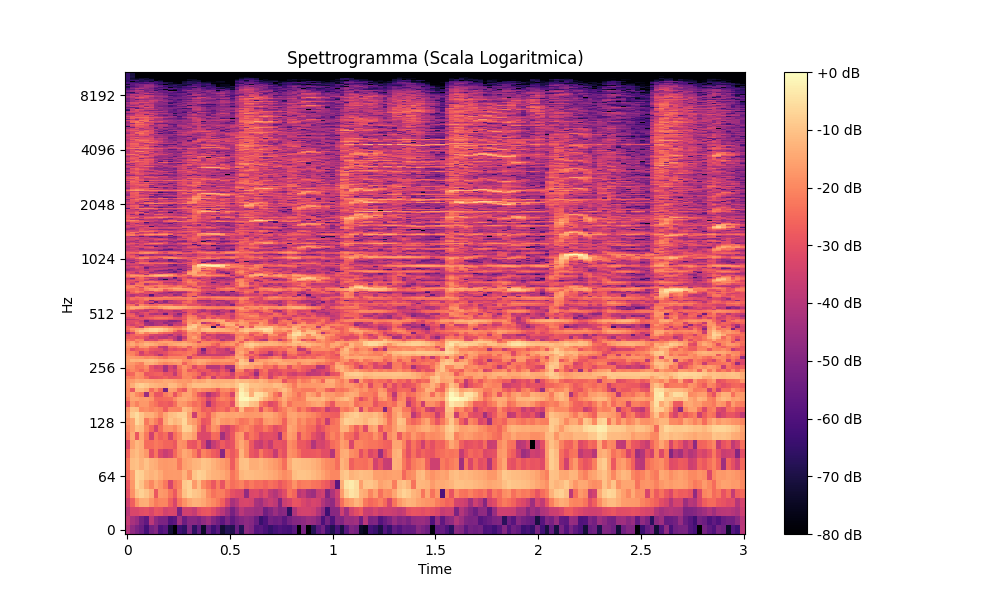 Spettrogramma (Scala Logaritmica)
Hz
8192
4096
2048
1024
512
256
128
64
0
0
0.5
1
1.5
2
2.5
3
Time
+0 dB
-10 dB
-20 dB
-30 dB
-40 dB
-50 dB
-60 dB
-70 dB
-80 dB